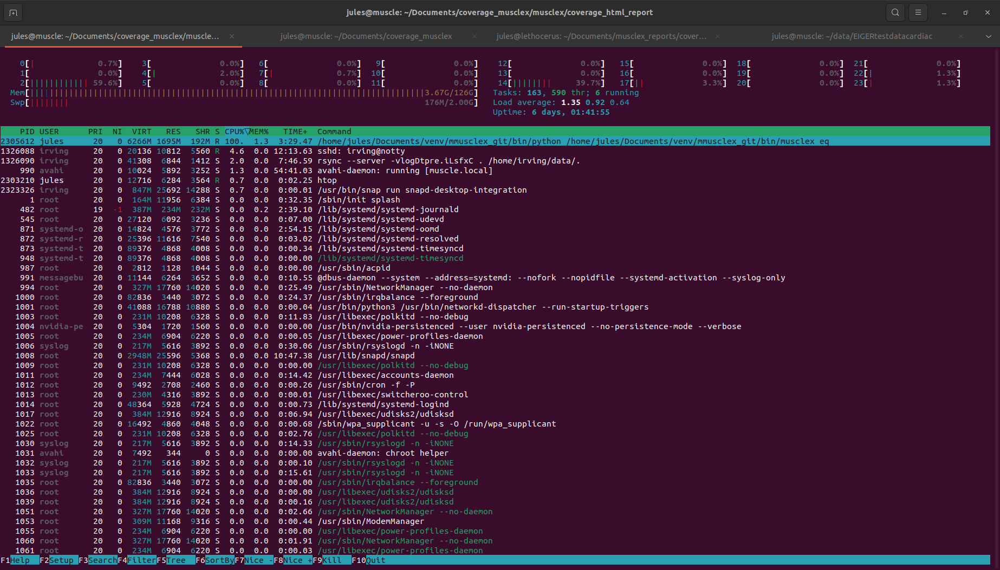 jules@muscle: ~/Documents/coverage_musclex/musclex/coverage_html_report
jules@muscle: ~/Documents/coverage_musclex/muscle… × jules@muscle: ~/Documents/coverage_musclex × jules@lethocerus: ~/Documents/musclex_reports/cover… × jules@muscle: ~/data/EIGERtestdatacardiac ×
0[| 0.7%] 3[ 0.0%] 6[ 0.0%] 9[ 0.0%] 12[ 0.0%] 15[ 0.0%] 18[ 0.0%] 21[ 0.0%]
1[ 0.0%] 4[| 2.0%] 7[| 0.7%] 10[ 0.0%] 13[ 0.0%] 16[ 0.0%] 19[ 0.0%] 22[| 1.3%]
2[|||||||||||| 59.6%] 5[ 0.0%] 8[ 0.0%] 11[ 0.0%] 14[|||||||| 39.7%] 17[|| 3.3%] 20[ 0.0%] 23[| 1.3%]
Mem[||||||||||||||||||||||||||||||||||||||||||||||||||||||||||||||||||||||||||||||||3.67G/126G] Tasks: 163, 590 thr; 6 running
Swp[|||||||| 176M/2.00G] Load average: 1.35 0.92 0.64
Uptime: 6 days, 01:41:55
PID USER PRI NI VIRT RES SHR S CPU%▽MEM% TIME+ Command
2305612 jules 20 0 6266M 1695M 192M R 100. 1.3 3:29.47 /home/jules/Documents/venv/mmusclex_git/bin/python /home/jules/Documents/venv/mmusclex_git/bin/musclex eq
1326088 irving 20 0 20136 10812 5560 R 4.6 0.0 12:13.63 sshd: irving@notty
1326090 irving 20 0 41308 6844 1412 S 2.0 0.0 7:46.59 rsync --server -vlogDtpre.iLsfxC . /home/irving/data/.
990 avahi 20 0 10024 5892 3252 S 1.3 0.0 54:41.03 avahi-daemon: running [muscle.local]
2303210 jules 20 0 12716 6284 3564 R 0.7 0.0 0:02.25 htop
2323326 irving 20 0 847M 25692 14288 S 0.7 0.0 0:00.01 /usr/bin/snap run snapd-desktop-integration
1 root 20 0 164M 11956 6384 S 0.0 0.0 0:32.35 /sbin/init splash
482 root 19 -1 387M 234M 232M S 0.0 0.2 2:39.10 /lib/systemd/systemd-journald
545 root 20 0 27120 6092 3236 S 0.0 0.0 0:07.00 /lib/systemd/systemd-udevd
871 systemd-o 20 0 14824 4576 3772 S 0.0 0.0 2:54.15 /lib/systemd/systemd-oomd
872 systemd-r 20 0 25396 11616 7540 S 0.0 0.0 0:03.02 /lib/systemd/systemd-resolved
873 systemd-t 20 0 89376 4868 4008 S 0.0 0.0 0:00.34 /lib/systemd/systemd-timesyncd
948 systemd-t 20 0 89376 4868 4008 S 0.0 0.0 0:00.00 /lib/systemd/systemd-timesyncd
987 root 20 0 2812 1128 1044 S 0.0 0.0 0:00.00 /usr/sbin/acpid
991 messagebu 20 0 11144 6264 3652 S 0.0 0.0 0:10.55 @dbus-daemon --system --address=systemd: --nofork --nopidfile --systemd-activation --syslog-only
994 root 20 0 327M 17760 14020 S 0.0 0.0 0:25.49 /usr/sbin/NetworkManager --no-daemon
1000 root 20 0 82836 3440 3072 S 0.0 0.0 0:24.37 /usr/sbin/irqbalance --foreground
1001 root 20 0 41088 16788 10880 S 0.0 0.0 0:00.04 /usr/bin/python3 /usr/bin/networkd-dispatcher --run-startup-triggers
1003 root 20 0 231M 10208 6328 S 0.0 0.0 0:11.83 /usr/libexec/polkitd --no-debug
1004 nvidia-pe 20 0 5304 1720 1560 S 0.0 0.0 0:00.00 /usr/bin/nvidia-persistenced --user nvidia-persistenced --no-persistence-mode --verbose
1005 root 20 0 234M 6904 6220 S 0.0 0.0 0:00.05 /usr/libexec/power-profiles-daemon
1006 syslog 20 0 217M 5616 3892 S 0.0 0.0 0:30.06 /usr/sbin/rsyslogd -n -iNONE
1008 root 20 0 2948M 25596 5368 S 0.0 0.0 10:47.38 /usr/lib/snapd/snapd
1009 root 20 0 231M 10208 6328 S 0.0 0.0 0:00.00 /usr/libexec/polkitd --no-debug
1011 root 20 0 234M 7444 6028 S 0.0 0.0 0:14.42 /usr/libexec/accounts-daemon
1012 root 20 0 9492 2708 2460 S 0.0 0.0 0:00.26 /usr/sbin/cron -f -P
1013 root 20 0 230M 4316 3892 S 0.0 0.0 0:00.01 /usr/libexec/switcheroo-control
1014 root 20 0 48364 5928 4724 S 0.0 0.0 0:00.73 /lib/systemd/systemd-logind
1017 root 20 0 384M 12916 8924 S 0.0 0.0 0:06.94 /usr/libexec/udisks2/udisksd
1022 root 20 0 16492 4860 4048 S 0.0 0.0 0:00.68 /sbin/wpa_supplicant -u -s -O /run/wpa_supplicant
1025 root 20 0 231M 10208 6328 S 0.0 0.0 0:02.76 /usr/libexec/polkitd --no-debug
1030 syslog 20 0 217M 5616 3892 S 0.0 0.0 0:14.33 /usr/sbin/rsyslogd -n -iNONE
1031 avahi 20 0 7492 344 0 S 0.0 0.0 0:00.00 avahi-daemon: chroot helper
1032 syslog 20 0 217M 5616 3892 S 0.0 0.0 0:00.10 /usr/sbin/rsyslogd -n -iNONE
1033 syslog 20 0 217M 5616 3892 S 0.0 0.0 0:15.61 /usr/sbin/rsyslogd -n -iNONE
1035 root 20 0 82836 3440 3072 S 0.0 0.0 0:00.00 /usr/sbin/irqbalance --foreground
1036 root 20 0 384M 12916 8924 S 0.0 0.0 0:00.00 /usr/libexec/udisks2/udisksd
1039 root 20 0 384M 12916 8924 S 0.0 0.0 0:00.16 /usr/libexec/udisks2/udisksd
1051 root 20 0 327M 17760 14020 S 0.0 0.0 0:02.66 /usr/sbin/NetworkManager --no-daemon
1053 root 20 0 309M 11168 9316 S 0.0 0.0 0:00.44 /usr/sbin/ModemManager
1055 root 20 0 234M 6904 6220 S 0.0 0.0 0:00.00 /usr/libexec/power-profiles-daemon
1060 root 20 0 327M 17760 14020 S 0.0 0.0 0:01.91 /usr/sbin/NetworkManager --no-daemon
1061 root 20 0 234M 6904 6220 S 0.0 0.0 0:00.03 /usr/libexec/power-profiles-daemon
F1Help F2Setup F3SearchF4FilterF5Tree F6SortByF7Nice -F8Nice +F9Kill F10Quit